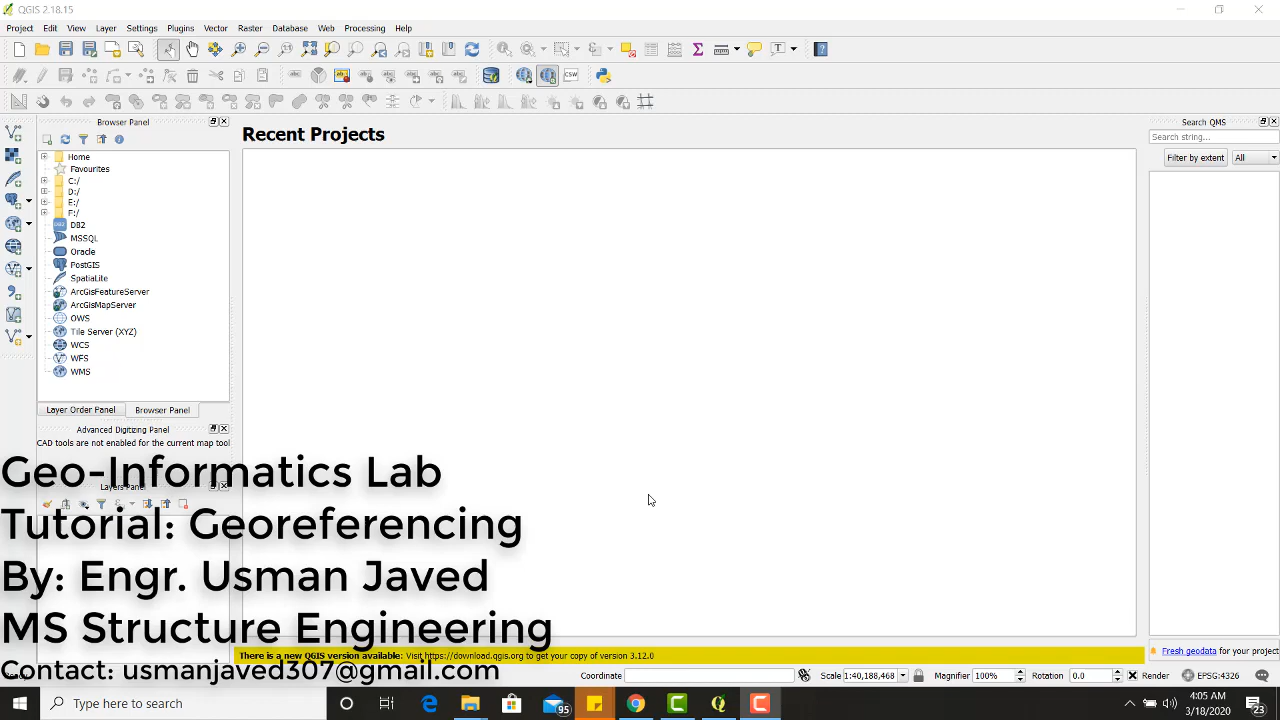 QGIS 2.18.15
Project Edit View Layer Settings Plugins Vector Raster Database Web Processing Help
Browser Panel
Recent Projects
Search QMS
Search string...
Filter by extent
All
Home
Favourites
C:/
D:/
E:/
F:/
DB2
MSSQL
Oracle
PostGIS
SpatiaLite
ArcGisFeatureServer
ArcGisMapServer
OWS
Tile Server (XYZ)
WCS
WFS
WMS
Layer Order Panel Browser Panel
Advanced Digitizing Panel
CAD tools are not enabled for the current map tool
Layers Panel
Geo-Informatics Lab
Tutorial: Georeferencing
By: Engr. Usman Javed
MS Structure Engineering
Contact: usmanjaved307@gmail.com
There is a new QGIS version available: Visit https://download.qgis.org to get your copy of version 3.12.0
Fresh geodata for your project
Coordinate Scale 1:40,188,468 Magnifier 100% Rotation 0.0 Render EPSG:4326
Type here to search
95
4:05 AM
3/18/2020
23